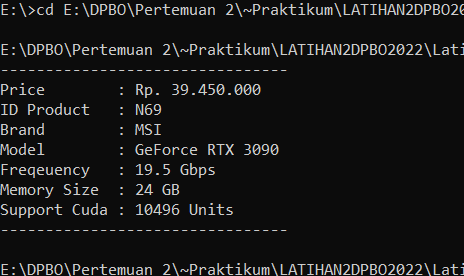 E:\>cd E:\DPBO\Pertemuan 2\~Praktikum\LATIHAN2DPBO20
E:\DPBO\Pertemuan 2\~Praktikum\LATIHAN2DPBO2022\Lati
--------------------------------
Price : Rp. 39.450.000
ID Product : N69
Brand : MSI
Model : GeForce RTX 3090
Freqeuency : 19.5 Gbps
Memory Size : 24 GB
Support Cuda : 10496 Units
--------------------------------
E:\DPBO\Pertemuan 2\~Praktikum\LATIHAN2DPBO2022\Lati